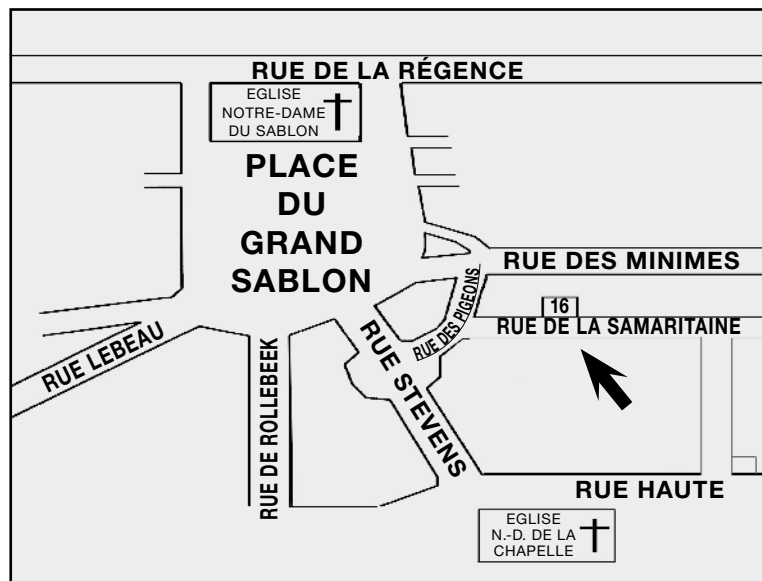 RUE DE LA RÉGENCE
EGLISE
NOTRE-DAME
DU SABLON
PLACE
DU
GRAND
SABLON
RUE DES MINIMES
RUE DES PIGEONS
16
RUE DE LA SAMARITAINE
RUE LEBEAU
RUE DE ROLLEBEEK
RUE STEVENS
RUE HAUTE
EGLISE
N.-D. DE LA
CHAPELLE